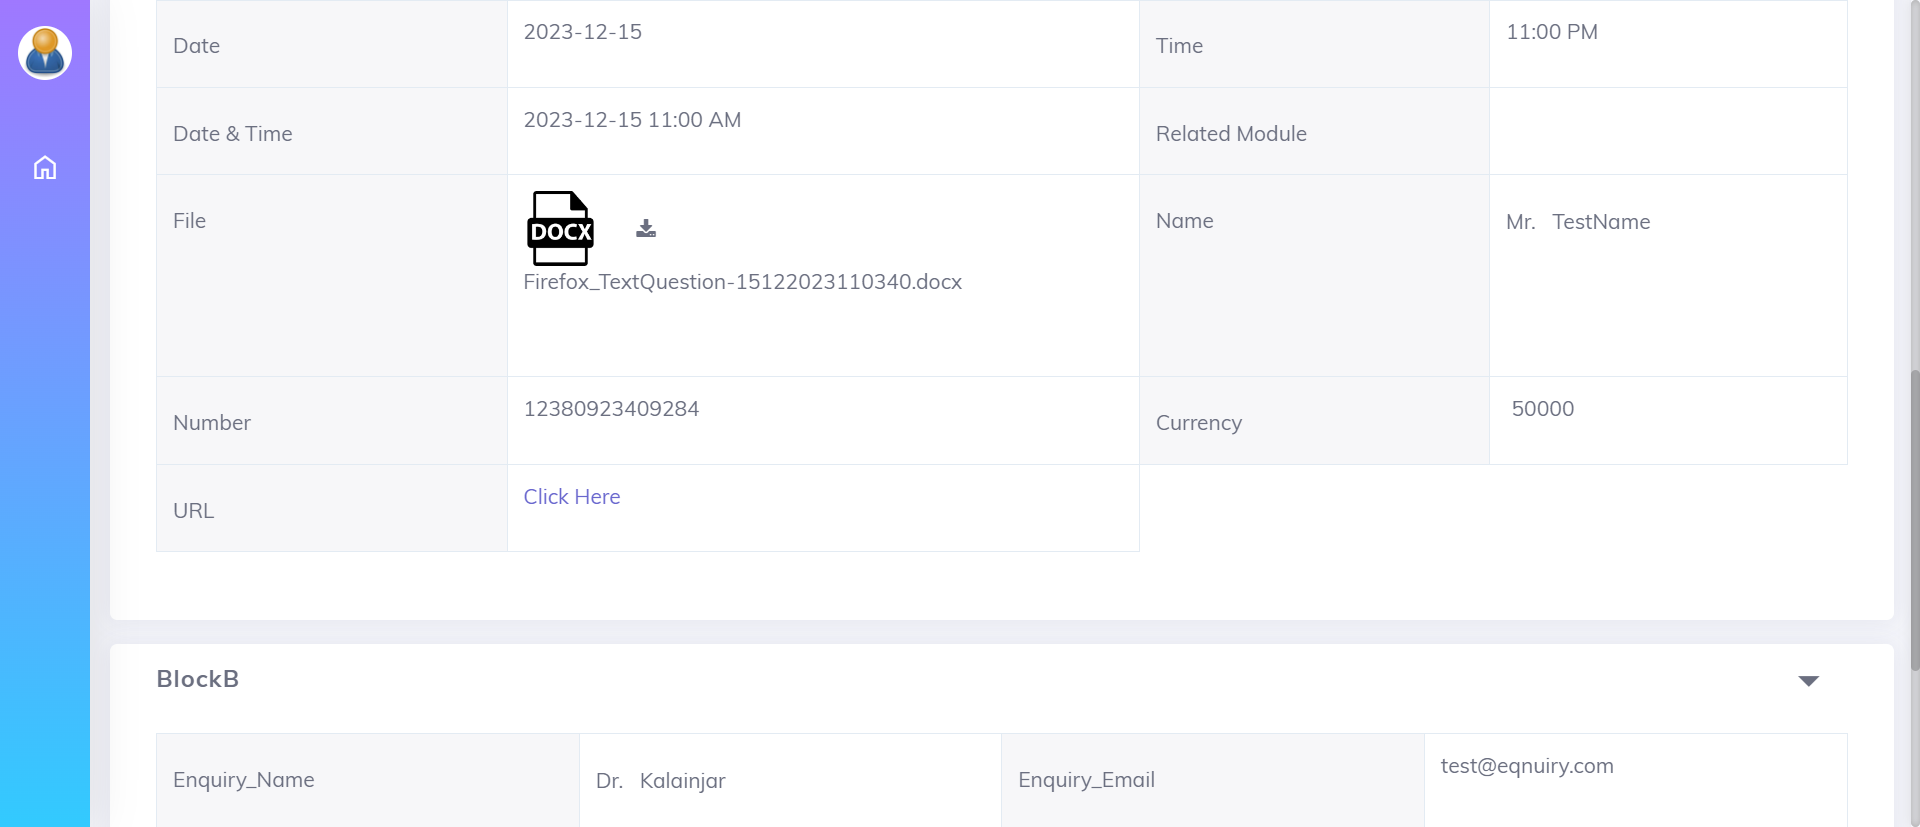 Date 2023-12-15 Time 11:00 PM
Date & Time 2023-12-15 11:00 AM Related Module
File DOCX Name Mr. TestName
Firefox_TextQuestion-15122023110340.docx
Number 12380923409284 Currency 50000
URL Click Here
BlockB
Enquiry_Name Dr. Kalainjar Enquiry_Email test@eqnuiry.com